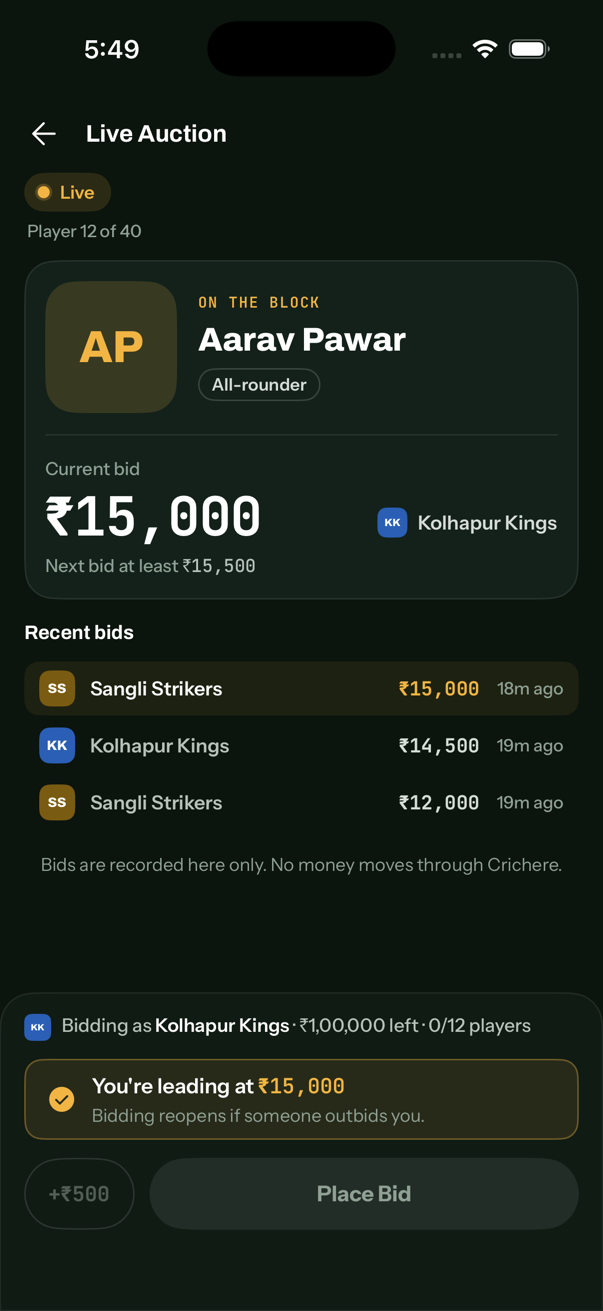 5:49
Live Auction
Live
Player 12 of 40
AP
ON THE BLOCK
Aarav Pawar
All-rounder
Current bid
₹15,000
KK Kolhapur Kings
Next bid at least ₹15,500
Recent bids
SS Sangli Strikers ₹15,000 18m ago
KK Kolhapur Kings ₹14,500 19m ago
SS Sangli Strikers ₹12,000 19m ago
Bids are recorded here only. No money moves through Crichere.
KK Bidding as Kolhapur Kings · ₹1,00,000 left · 0/12 players
You're leading at ₹15,000
Bidding reopens if someone outbids you.
+₹500 Place Bid